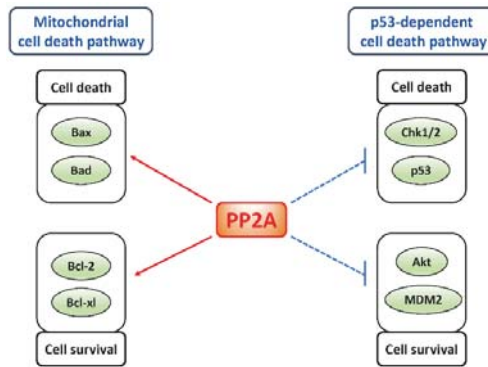 Mitochondrial
cell death pathway
p53-dependent
cell death pathway
Cell death
Bax
Bad
Cell death
Chk1/2
p53
PP2A
Bcl-2
Bcl-xl
Cell survival
Akt
MDM2
Cell survival